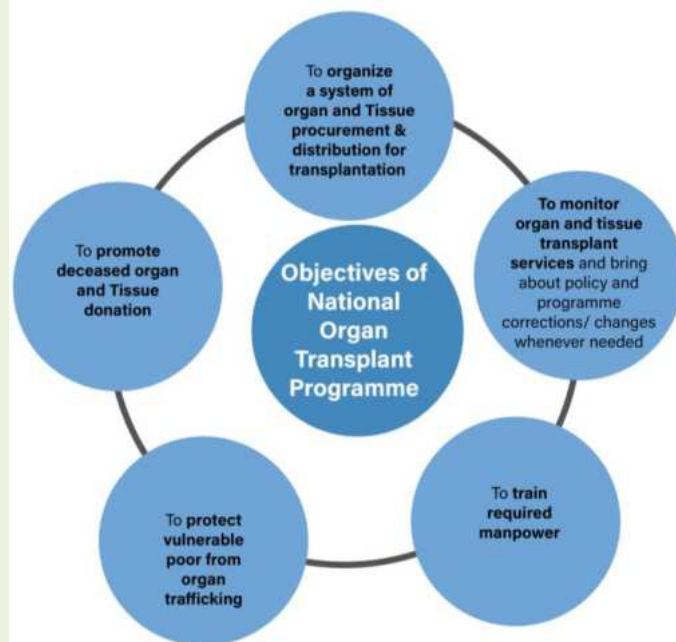 To organize
a system of
organ and Tissue
procurement &
distribution for
transplantation
To monitor
organ and tissue
transplant
services and bring
about policy and
programme
corrections/ changes
whenever needed
To train
required
manpower
To protect
vulnerable
poor from
organ
trafficking
To promote
deceased organ
and Tissue
donation
Objectives of
National
Organ
Transplant
Programme